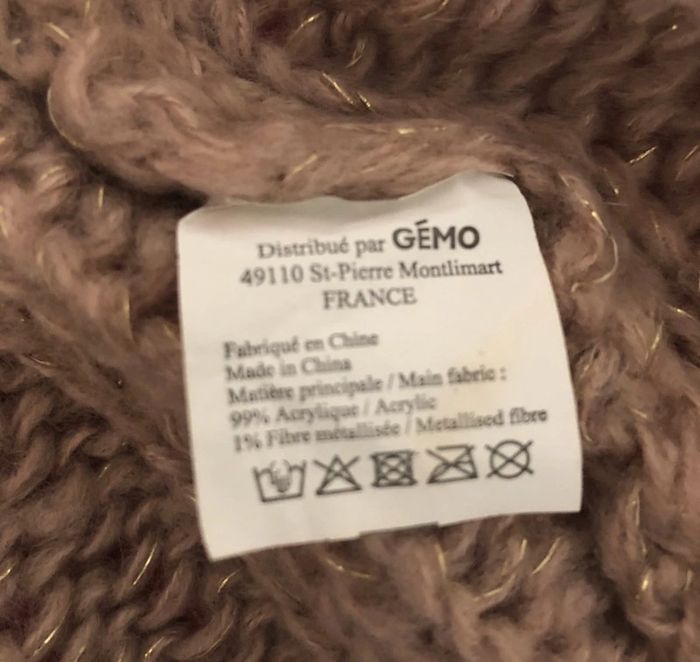 Distribué par GÉMO
49110 St-Pierre Montlimart
FRANCE
Fabriqué en Chine
Made in China
Matière principale / Main fabric :
99% Acrylique / Acrylic
1% Fibre métallisée / Metallised fibre